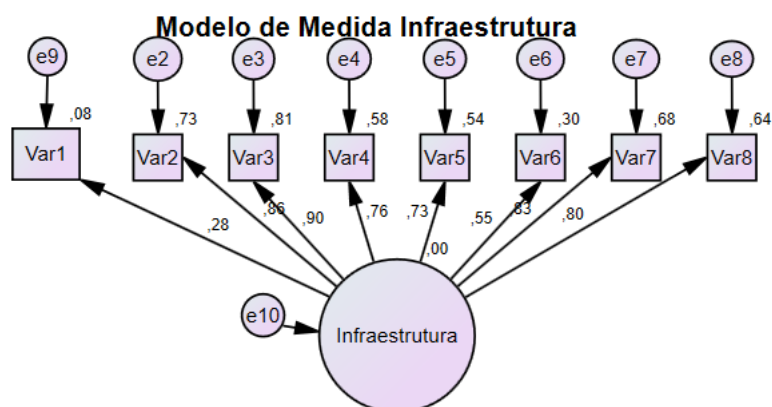 Modelo de Medida Infraestrutura
e9 e2 e3 e4 e5 e6 e7 e8
,08 ,73 ,81 ,58 ,54 ,30 ,68 ,64
Var1 Var2 Var3 Var4 Var5 Var6 Var7 Var8
,28 ,86 ,90 ,76 ,73 ,55 ,83 ,80
,00
e10
Infraestrutura